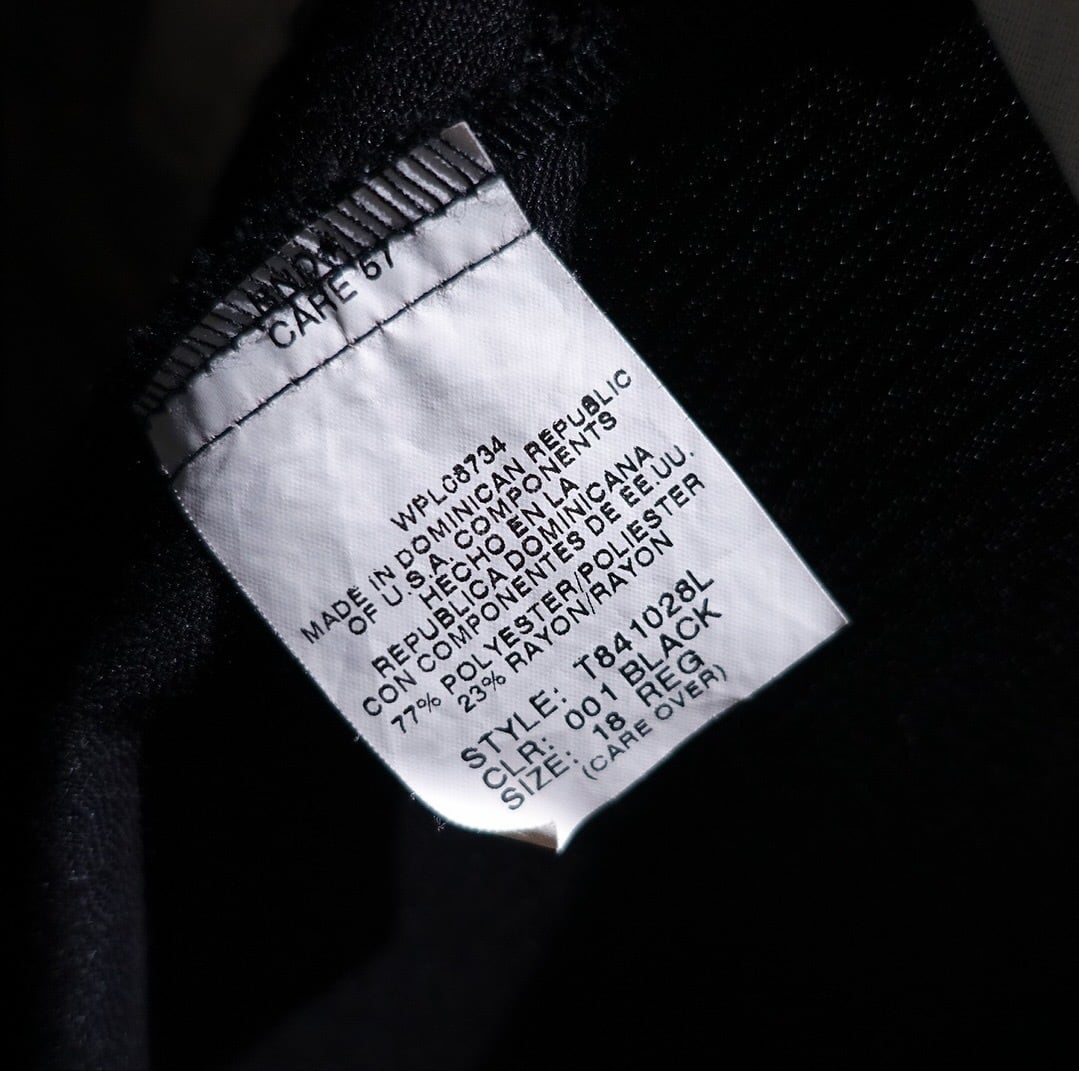 CARE 57
WPL08734
MADE IN DOMINICAN REPUBLIC
OF U.S.A. COMPONENTS
HECHO EN LA
REPUBLICA DOMINICANA
CON COMPONENTES DE EE.UU.
77% POLYESTER/POLIESTER
23% RAYON/RAYON
STYLE: T841028L
CLR: 001 BLACK
SIZE: 18 REG
(CARE OVER)